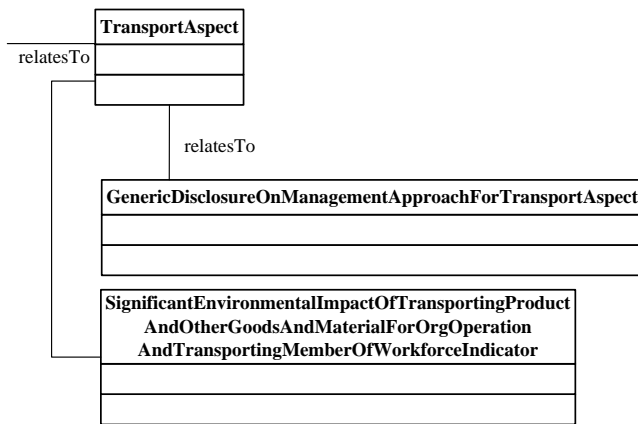 TransportAspect
relatesTo
relatesTo
GenericDisclosureOnManagementApproachForTransportAspect
SignificantEnvironmentalImpactOfTransportingProduct
AndOtherGoodsAndMaterialForOrgOperation
AndTransportingMemberOfWorkforceIndicator